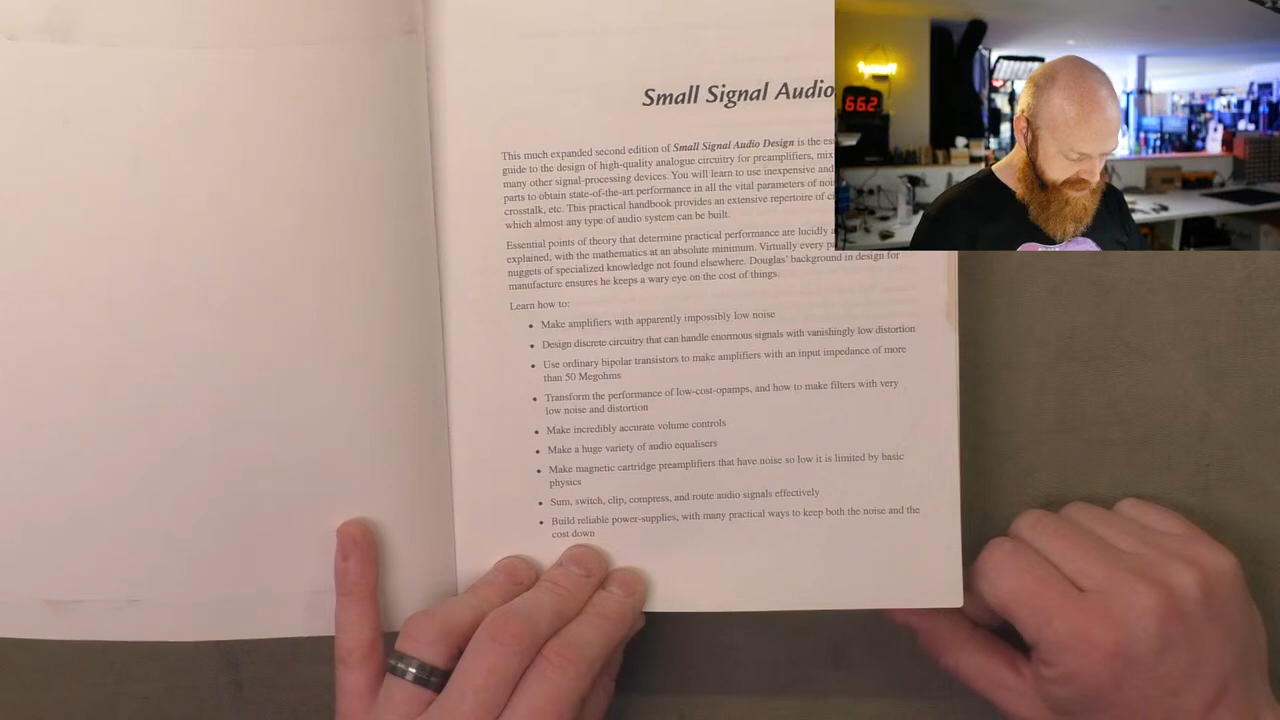 Small Signal Audio
This much expanded second edition of Small Signal Audio Design is the
guide to the design of high-quality analogue circuitry for preamplifiers,
many other signal-processing devices. You will learn to use inexpensive and
parts to obtain state-of-the-art performance in all the vital parameters of
crosstalk, etc. This practical handbook provides an extensive repertoire of
which almost any type of audio system can be built.
Essential points of theory that determine practical performance are lucidly
explained, with the mathematics at an absolute minimum. Virtually every
nuggets of specialized knowledge not found elsewhere. Douglas' background in design for
manufacture ensures he keeps a wary eye on the cost of things.
Learn how to:
• Make amplifiers with apparently impossibly low noise
• Design discrete circuitry that can handle enormous signals with vanishingly low distortion
• Use ordinary bipolar transistors to make amplifiers with an input impedance of more
than 50 Megohms
• Transform the performance of low-cost-opamps, and how to make filters with very
low noise and distortion
• Make incredibly accurate volume controls
• Make a huge variety of audio equalisers
• Make magnetic cartridge preamplifiers that have noise so low it is limited by basic
physics
• Sum, switch, clip, compress, and route audio signals effectively
• Build reliable power-supplies, with many practical ways to keep both the noise and the
cost down
66.2